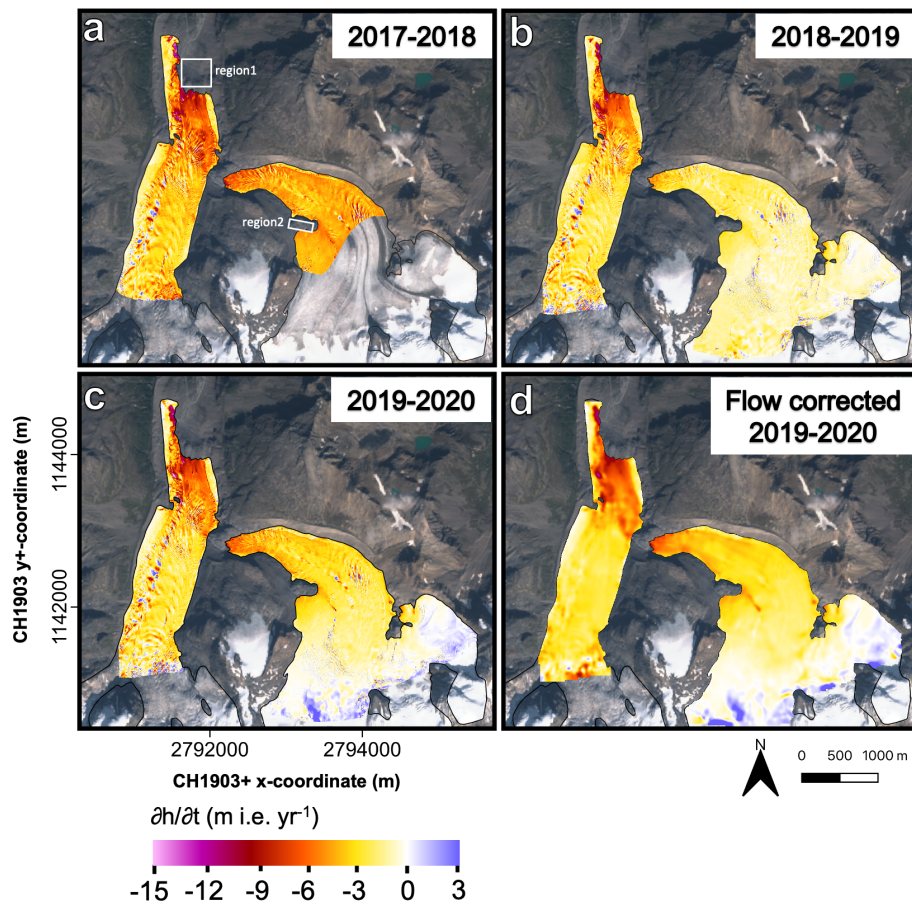 a
2017-2018
region1
region2
b
2018-2019
c
2019-2020
d
Flow corrected
2019-2020
CH1903 y+-coordinate (m)
1144000
1142000
2792000
2794000
CH1903+ x-coordinate (m)
N
0 500 1000 m
∂h/∂t (m i.e. yr⁻¹)
-15 -12 -9 -6 -3 0 3